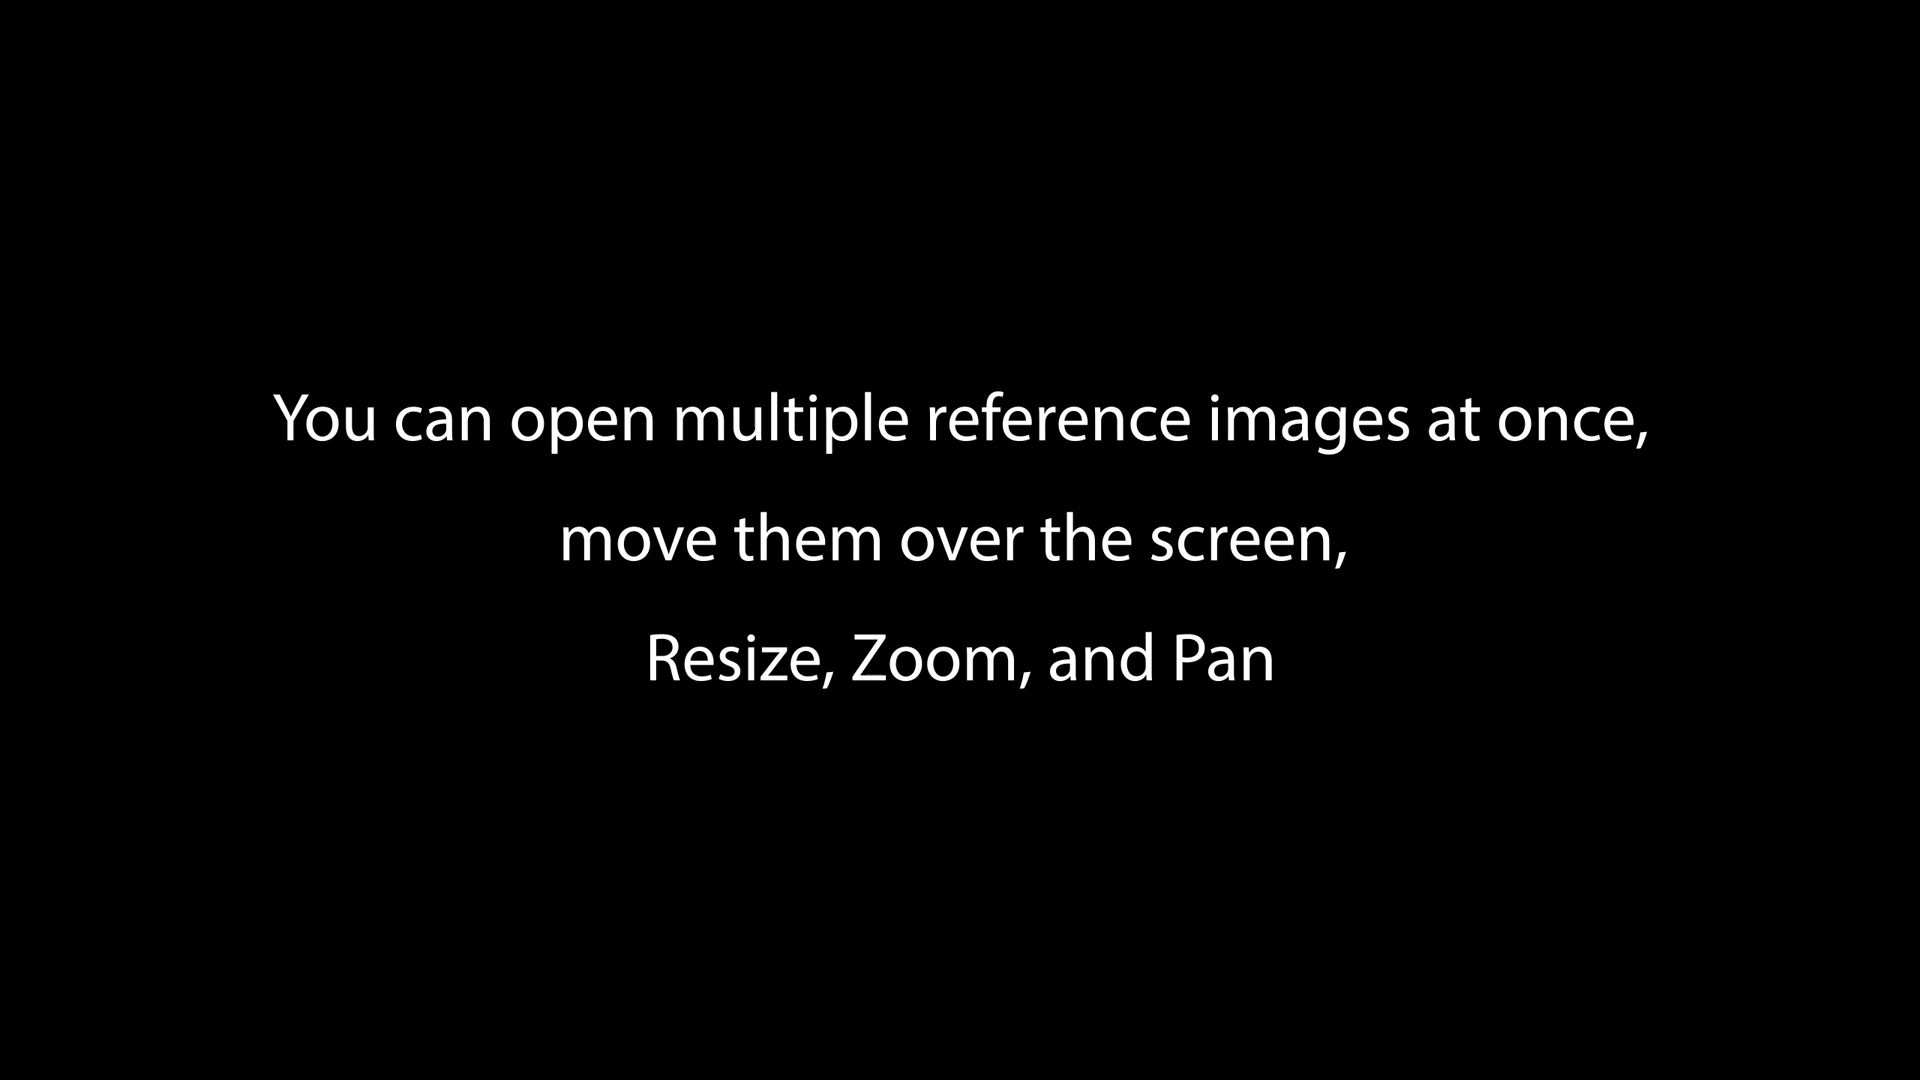 You can open multiple reference images at once,
move them over the screen,
Resize, Zoom, and Pan